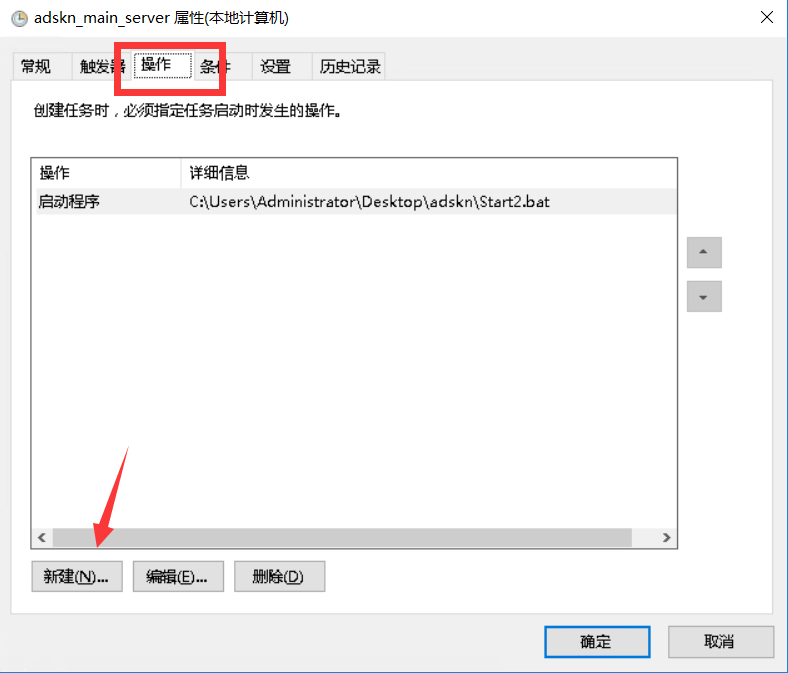 adskn_main_server 属性(本地计算机)
常规 触发器 操作 条件 设置 历史记录
创建任务时，必须指定任务启动时发生的操作。
操作 详细信息
启动程序 C:\Users\Administrator\Desktop\adskn\Start2.bat
新建(N)... 编辑(E)... 删除(D)
确定 取消